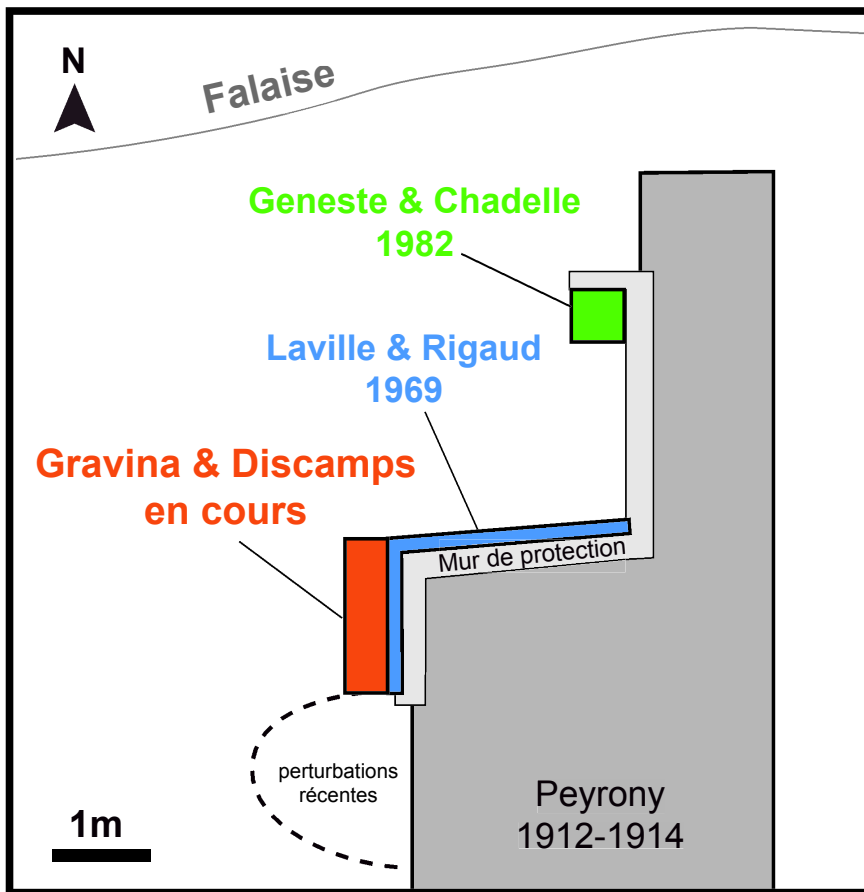 N
Falaise
Geneste & Chadelle
1982
Laville & Rigaud
1969
Gravina & Discamps
en cours
Mur de protection
perturbations
récentes
Peyrony
1912-1914
1m